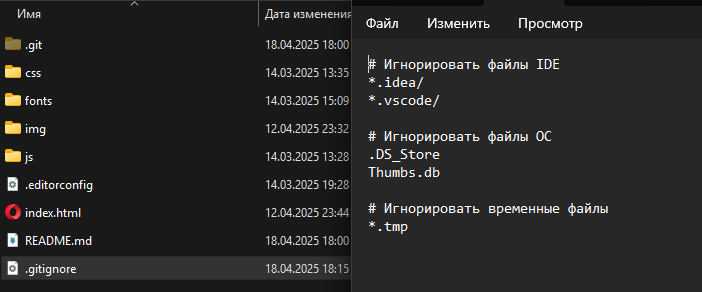 Имя
Дата изменения
.git
18.04.2025 18:00
css
14.03.2025 13:35
fonts
14.03.2025 15:09
img
12.04.2025 23:32
js
14.03.2025 13:28
.editorconfig
14.03.2025 19:28
index.html
12.04.2025 23:44
README.md
18.04.2025 18:00
.gitignore
18.04.2025 18:15
Файл
Изменить
Просмотр
# Игнорировать файлы IDE
*.idea/
*.vscode/
# Игнорировать файлы ОС
.DS_Store
Thumbs.db
# Игнорировать временные файлы
*.tmp